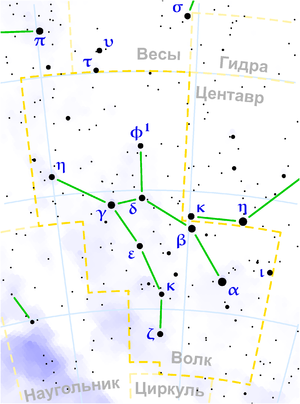 σ
π
υ
Весы
Гидра
τ
Центавр
ϕ¹
η
γ
δ
κ
η
β
ε
ι
κ
α
ζ
Волк
Наугольник
Циркуль